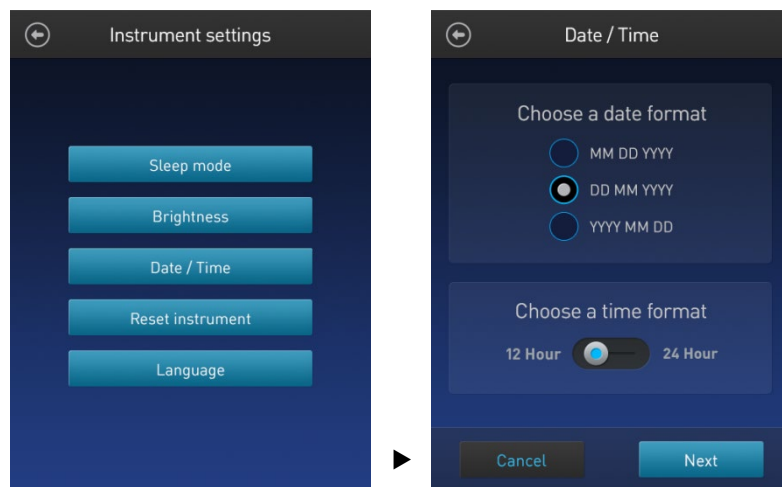 Instrument settings
Sleep mode
Brightness
Date / Time
Reset instrument
Language
Date / Time
Choose a date format
MM DD YYYY
DD MM YYYY
YYYY MM DD
Choose a time format
12 Hour 24 Hour
Cancel Next